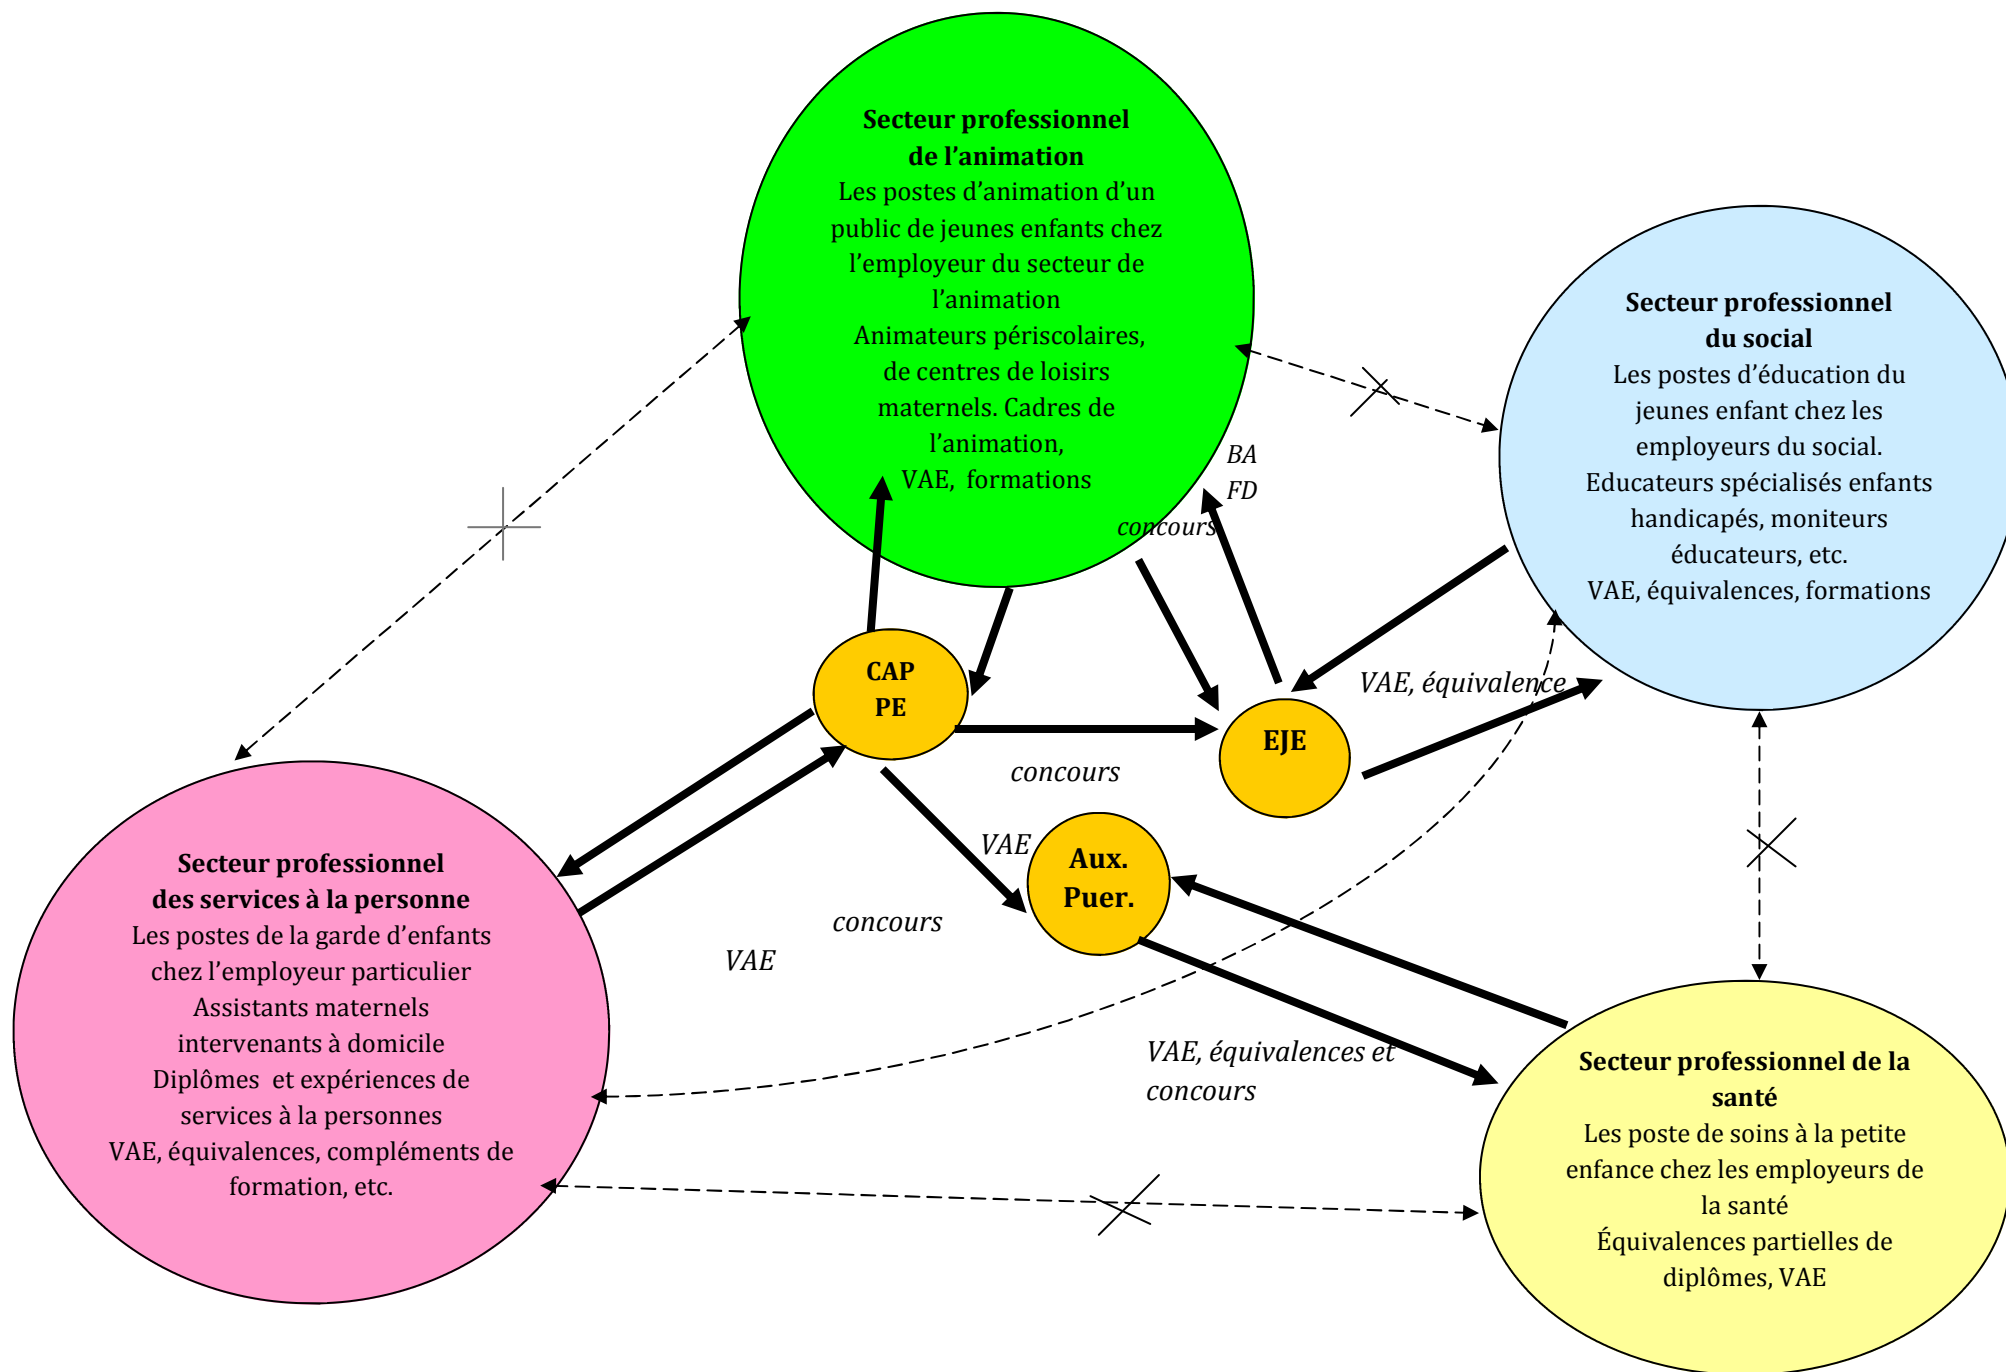 Secteur professionnel
de l’animation
Les postes d’animation d’un
public de jeunes enfants chez
l’employeur du secteur de
l’animation
Animateurs périscolaires,
de centres de loisirs
maternels. Cadres de
l’animation,
VAE, formations
Secteur professionnel
du social
Les postes d’éducation du
jeunes enfant chez les
employeurs du social.
Educateurs spécialisés enfants
handicapés, moniteurs
éducateurs, etc.
VAE, équivalences, formations
BA
FD
concours
CAP
PE
VAE, équivalence
EJE
concours
VAE
Aux.
Puer.
concours
VAE
Secteur professionnel
des services à la personne
Les postes de la garde d’enfants
chez l’employeur particulier
Assistants maternels
intervenants à domicile
Diplômes et expériences de
services à la personnes
VAE, équivalences, compléments de
formation, etc.
VAE, équivalences et
concours
Secteur professionnel de la
santé
Les poste de soins à la petite
enfance chez les employeurs de
la santé
Équivalences partielles de
diplômes, VAE